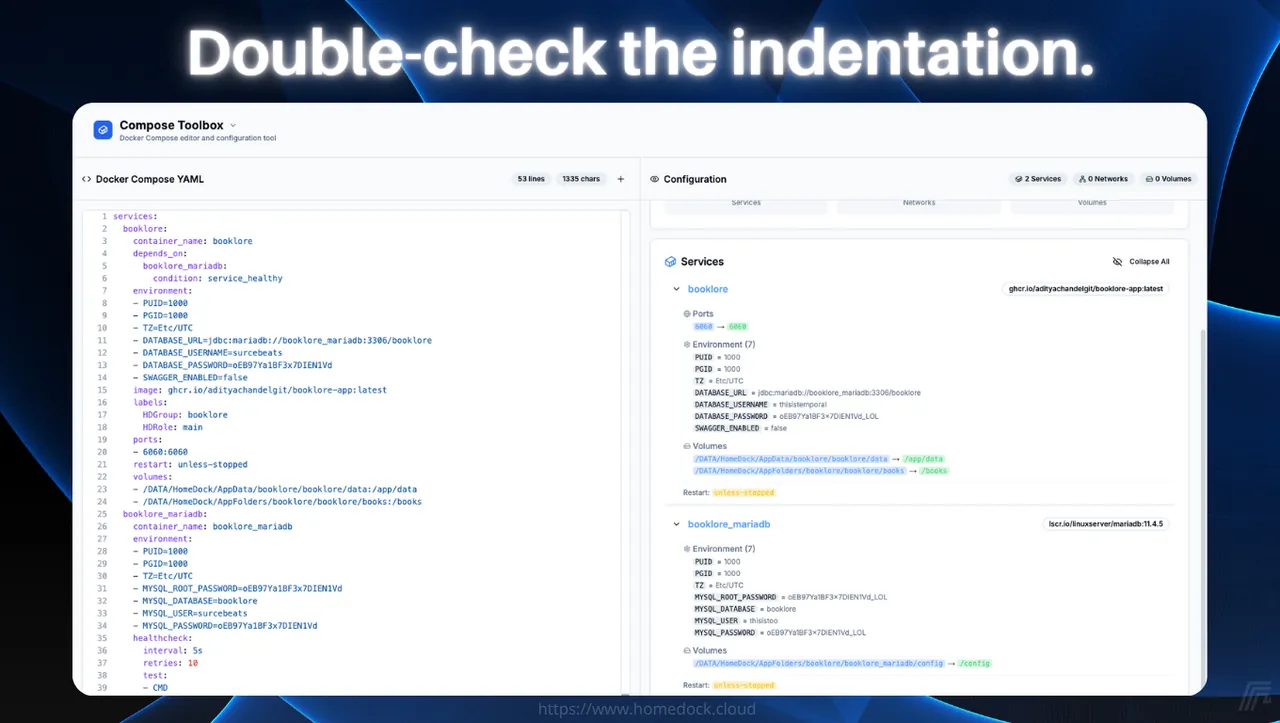 Double-check the indentation.
Compose Toolbox
Docker Compose editor and configuration tool
<> Docker Compose YAML
53 lines
1335 chars
+
1 services:
2 booklore:
3 container_name: booklore
4 depends_on:
5 booklore_mariadb:
6 condition: service_healthy
7 environment:
8 - PUID=1000
9 - PGID=1000
10 - TZ=Etc/UTC
11 - DATABASE_URL=jdbc:mariadb://booklore_mariadb:3306/booklore
12 - DATABASE_USERNAME=surcebeats
13 - DATABASE_PASSWORD=oEB97Ya1BF3x7DIEN1Vd
14 - SWAGGER_ENABLED=false
15 image: ghcr.io/adityachandelgit/booklore-app:latest
16 labels:
17 HDGroup: booklore
18 HDRole: main
19 ports:
20 - 6060:6060
21 restart: unless-stopped
22 volumes:
23 - /DATA/HomeDock/AppData/booklore/booklore/data:/app/data
24 - /DATA/HomeDock/AppFolders/booklore/booklore/books:/books
25 booklore_mariadb:
26 container_name: booklore_mariadb
27 environment:
28 - PUID=1000
29 - PGID=1000
30 - TZ=Etc/UTC
31 - MYSQL_ROOT_PASSWORD=oEB97Ya1BF3x7DIEN1Vd
32 - MYSQL_DATABASE=booklore
33 - MYSQL_USER=surcebeats
34 - MYSQL_PASSWORD=oEB97Ya1BF3x7DIEN1Vd
35 healthcheck:
36 interval: 5s
37 retries: 10
38 test:
39 - CMD
Configuration
2 Services
0 Networks
0 Volumes
Services
Networks
Volumes
Services
Collapse All
booklore
ghcr.io/adityachandelgit/booklore-app:latest
Ports
6060 → 6060
Environment (7)
PUID = 1000
PGID = 1000
TZ = Etc/UTC
DATABASE_URL = jdbc:mariadb://booklore_mariadb:3306/booklore
DATABASE_USERNAME = thisistemporal
DATABASE_PASSWORD = oEB97Ya1BF3x7DIEN1Vd_LOL
SWAGGER_ENABLED = false
Volumes
/DATA/HomeDock/AppData/booklore/booklore/data → /app/data
/DATA/HomeDock/AppFolders/booklore/booklore/books → /books
Restart: unless-stopped
booklore_mariadb
lscr.io/linuxserver/mariadb:11.4.5
Environment (7)
PUID = 1000
PGID = 1000
TZ = Etc/UTC
MYSQL_ROOT_PASSWORD = oEB97Ya1BF3x7DIEN1Vd_LOL
MYSQL_DATABASE = booklore
MYSQL_USER = thisistoo
MYSQL_PASSWORD = oEB97Ya1BF3x7DIEN1Vd_LOL
Volumes
/DATA/HomeDock/AppFolders/booklore/booklore_mariadb/config → /config
Restart: unless-stopped
https://www.homedock.cloud